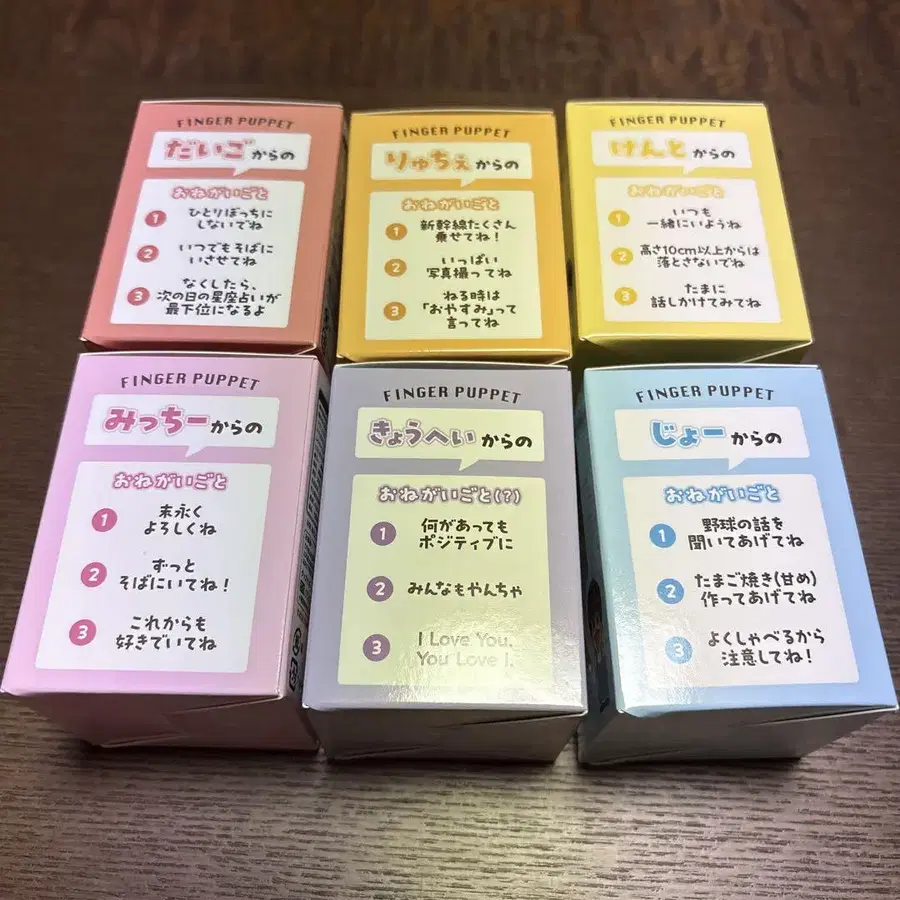 FINGER PUPPET
だいごからの
おねがいごと
1 ひとりぼっちに
しないでね
2 いつでもそばに
いさせてね
3 なくしたら、
次の日の星座占いが
最下位になるよ
FINGER PUPPET
りゅちぇからの
おねがいごと
1 新幹線たくさん
乗せてね!
2 いっぱい
写真撮ってね
3 ねる時は
「おやすみ」って
言ってね
FINGER PUPPET
けんとからの
おねがいごと
1 いつも
一緒にいようね
2 高さ10cm以上からは
落とさないでね
3 たまに
話しかけてみてね
FINGER PUPPET
みっちーからの
おねがいごと
1 末永く
よろしくね
2 ずっと
そばにいてね!
3 これからも
好きでいてね
FINGER PUPPET
きょうへいからの
おねがいごと(?)
1 何があっても
ポジティブに
2 みんなもやんちゃ
3 I Love You.
You Love I.
FINGER PUPPET
じょーからの
おねがいごと
1 野球の話を
聞いてあげてね
2 たまご焼き(甘め)
作ってあげてね
3 よくしゃべるから
注意してね!